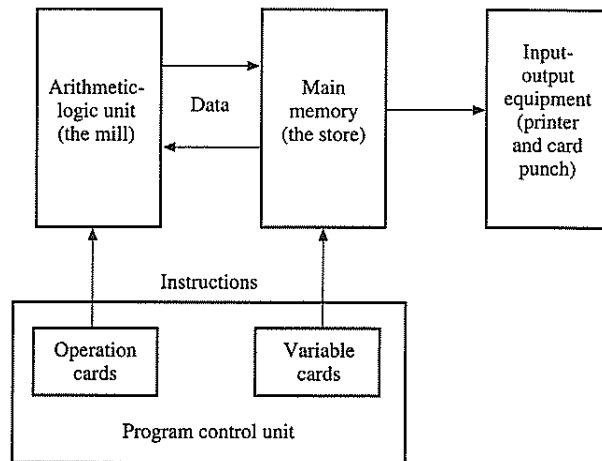 Arithmetic-
logic unit
(the mill)
Data
Main
memory
(the store)
Input-
output
equipment
(printer
and card
punch)
Instructions
Operation
cards
Variable
cards
Program control unit